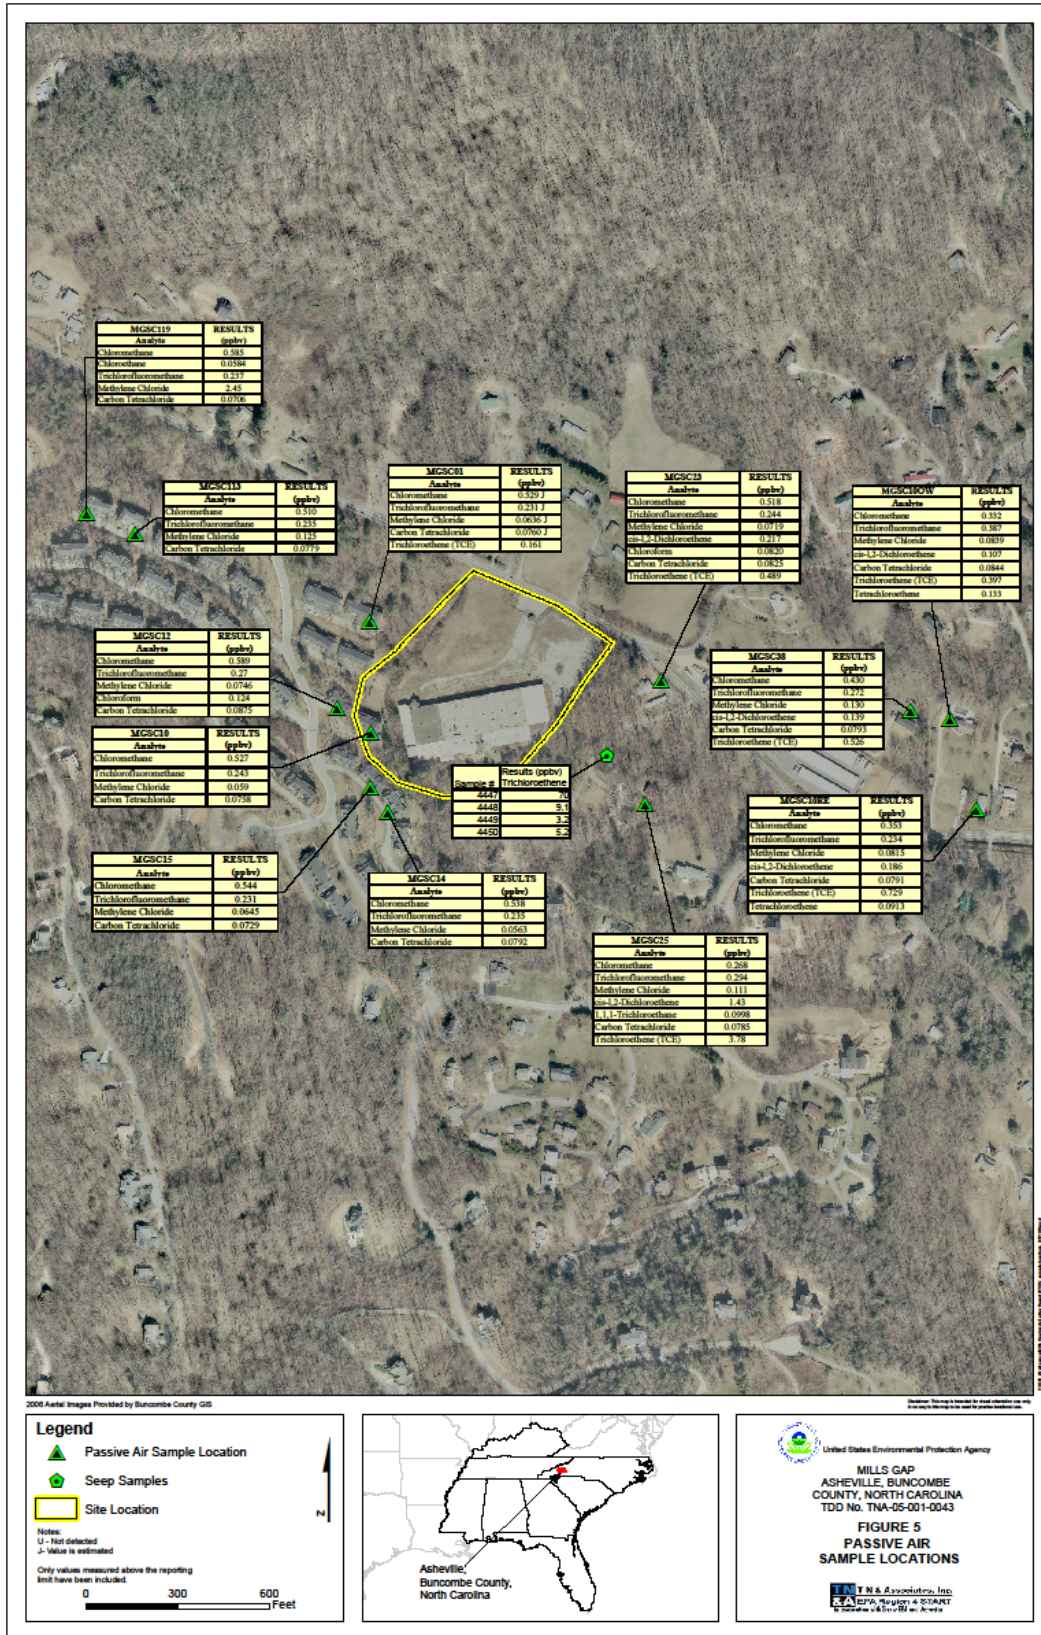 MGSC119 RESULTS
Analyte (ppbv)
Chloromethane 0.585
Chloroethane 0.0584
Trichlorofluoromethane 0.237
Methylene Chloride 2.45
Carbon Tetrachloride 0.0706
MGSC113 RESULTS
Analyte (ppbv)
Chloromethane 0.510
Trichlorofluoromethane 0.235
Methylene Chloride 0.125
Carbon Tetrachloride 0.0779
MGSC01 RESULTS
Analyte (ppbv)
Chloromethane 0.529 J
Trichlorofluoromethane 0.231 J
Methylene Chloride 0.0636 J
Carbon Tetrachloride 0.0760 J
Trichloroethene (TCE) 0.161
MGSC23 RESULTS
Analyte (ppbv)
Chloromethane 0.518
Trichlorofluoromethane 0.244
Methylene Chloride 0.0719
cis-1,2-Dichloroethene 0.217
Chloroform 0.0820
Carbon Tetrachloride 0.0825
Trichloroethene (TCE) 0.489
MGSC10OW RESULTS
Analyte (ppbv)
Chloromethane 0.332
Trichlorofluoromethane 0.387
Methylene Chloride 0.0839
cis-1,2-Dichloroethene 0.107
Carbon Tetrachloride 0.0844
Trichloroethene (TCE) 0.397
Tetrachloroethene 0.133
MGSC12 RESULTS
Analyte (ppbv)
Chloromethane 0.589
Trichlorofluoromethane 0.27
Methylene Chloride 0.0746
Chloroform 0.124
Carbon Tetrachloride 0.0875
MGSC38 RESULTS
Analyte (ppbv)
Chloromethane 0.430
Trichlorofluoromethane 0.272
Methylene Chloride 0.130
cis-1,2-Dichloroethene 0.139
Carbon Tetrachloride 0.0793
Trichloroethene (TCE) 0.526
MGSC10 RESULTS
Analyte (ppbv)
Chloromethane 0.527
Trichlorofluoromethane 0.243
Methylene Chloride 0.059
Carbon Tetrachloride 0.0758
Results (ppbv)
Sample # Trichloroethene
4447 70
4448 9.1
4449 3.2
4450 5.2
MGSC10RE RESULTS
Analyte (ppbv)
Chloromethane 0.353
Trichlorofluoromethane 0.234
Methylene Chloride 0.0815
cis-1,2-Dichloroethene 0.186
Carbon Tetrachloride 0.0791
Trichloroethene (TCE) 0.729
Tetrachloroethene 0.0913
MGSC15 RESULTS
Analyte (ppbv)
Chloromethane 0.544
Trichlorofluoromethane 0.231
Methylene Chloride 0.0645
Carbon Tetrachloride 0.0729
MGSC14 RESULTS
Analyte (ppbv)
Chloromethane 0.538
Trichlorofluoromethane 0.235
Methylene Chloride 0.0563
Carbon Tetrachloride 0.0792
MGSC25 RESULTS
Analyte (ppbv)
Chloromethane 0.268
Trichlorofluoromethane 0.294
Methylene Chloride 0.111
cis-1,2-Dichloroethene 1.43
1,1,1-Trichloroethane 0.0998
Carbon Tetrachloride 0.0785
Trichloroethene (TCE) 3.78
2006 Aerial Images Provided by Buncombe County GIS
Disclaimer: This map is intended for visual orientation use only.
Legend
Passive Air Sample Location
Seep Samples
Site Location
N
Notes:
U - Not detected
J- Value is estimated
Only values measured above the reporting
limit have been included.
0 300 600
Feet
Asheville,
Buncombe County,
North Carolina
United States Environmental Protection Agency
MILLS GAP
ASHEVILLE, BUNCOMBE
COUNTY, NORTH CAROLINA
TDD No. TNA-05-001-0043
FIGURE 5
PASSIVE AIR
SAMPLE LOCATIONS
TN & Associates, Inc.
EPA Region 4 START